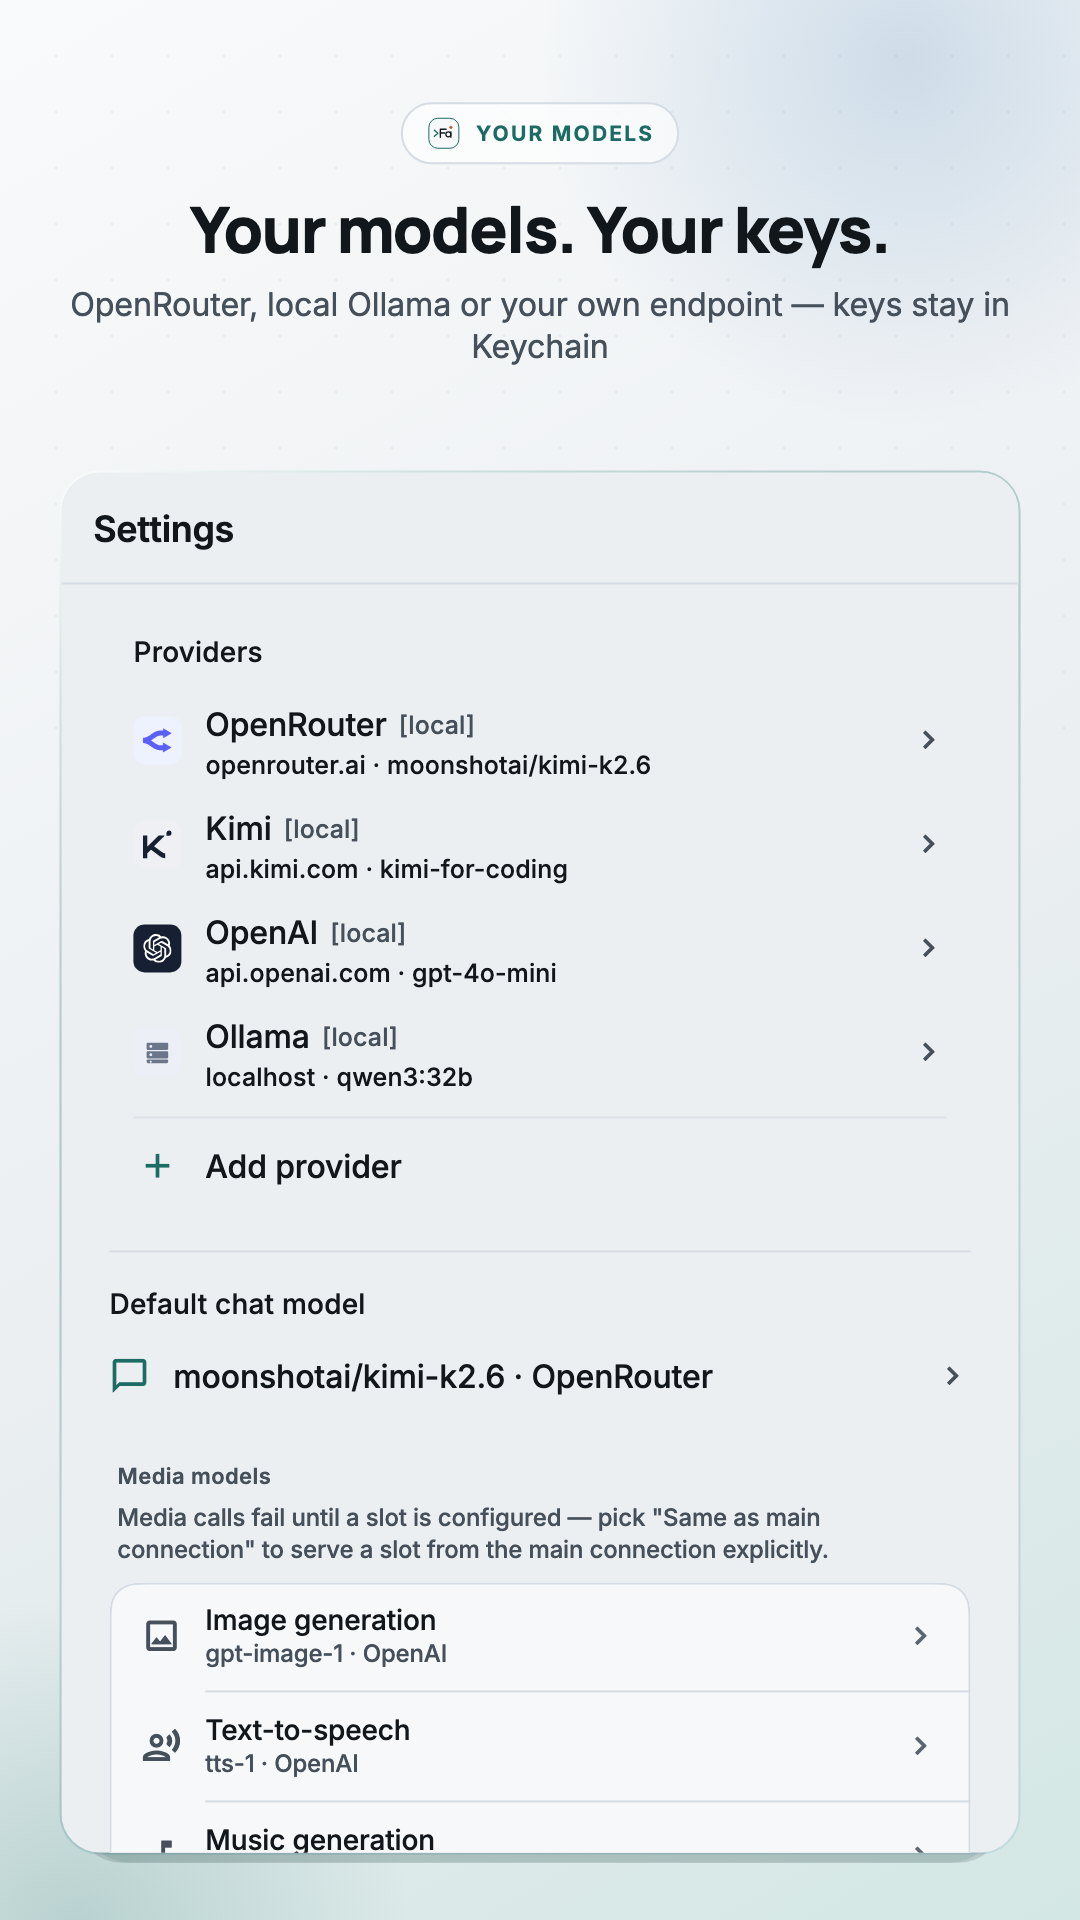 >Fa YOUR MODELS
Your models. Your keys.
OpenRouter, local Ollama or your own endpoint — keys stay in
Keychain
Settings
Providers
OpenRouter [local]
openrouter.ai · moonshotai/kimi-k2.6
Kimi [local]
api.kimi.com · kimi-for-coding
OpenAI [local]
api.openai.com · gpt-4o-mini
Ollama [local]
localhost · qwen3:32b
Add provider
Default chat model
moonshotai/kimi-k2.6 · OpenRouter
Media models
Media calls fail until a slot is configured — pick "Same as main
connection" to serve a slot from the main connection explicitly.
Image generation
gpt-image-1 · OpenAI
Text-to-speech
tts-1 · OpenAI
Music generation